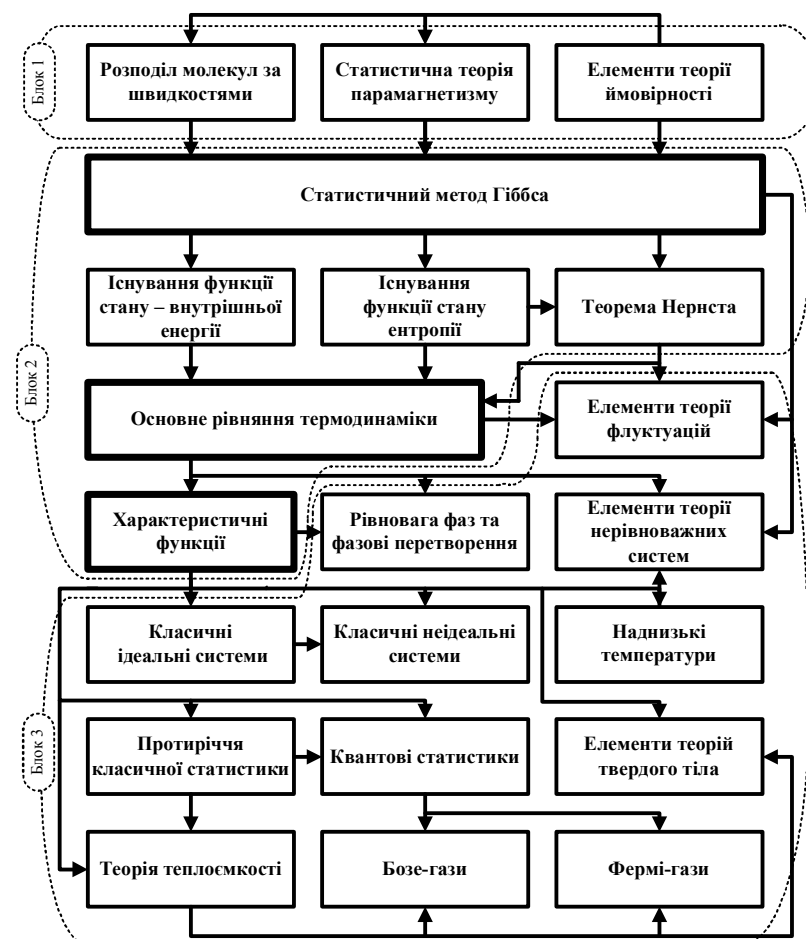 Блок 1
Розподіл молекул за
швидкостями
Статистична теорія
парамагнетизму
Елементи теорії
ймовірності
Блок 2
Статистичний метод Гіббса
Існування функції
стану – внутрішньої
енергії
Існування
функції стану
ентропії
Теорема Нернста
Основне рівняння термодинаміки
Елементи теорії
флуктуацій
Характеристичні
функції
Рівновага фаз та
фазові перетворення
Елементи теорії
нерівноважних
систем
Блок 3
Класичні
ідеальні системи
Класичні неідеальні
системи
Наднизькі
температури
Протиріччя
класичної статистики
Квантові статистики
Елементи теорій
твердого тіла
Теорія теплоємкості
Бозе-гази
Фермі-гази